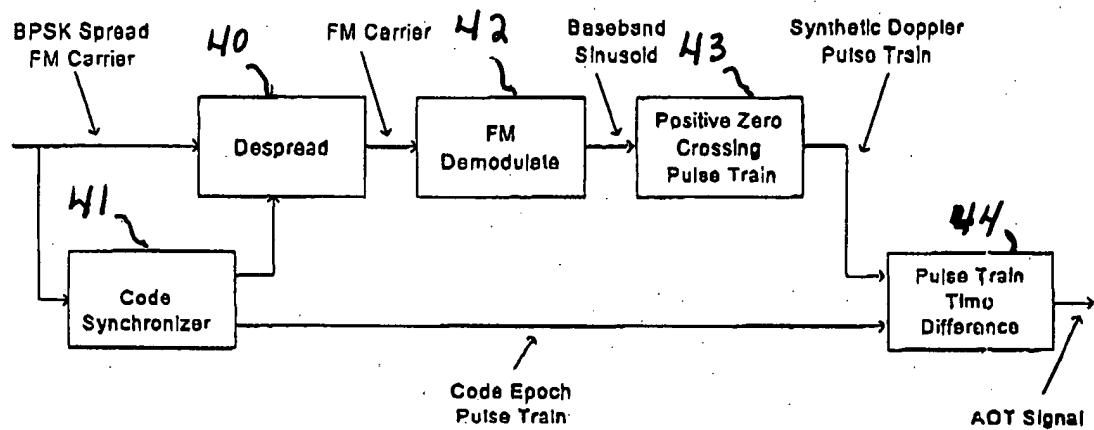 BPSK Spread
FM Carrier
40
FM Carrier
42
Baseband
Sinusoid
43
Synthetic Doppler
Pulse Train
Despread
FM
Demodulate
Positive Zero
Crossing
Pulse Train
41
Code
Synchronizer
44
Pulse Train
Time
Difference
Code Epoch
Pulse Train
AOT Signal